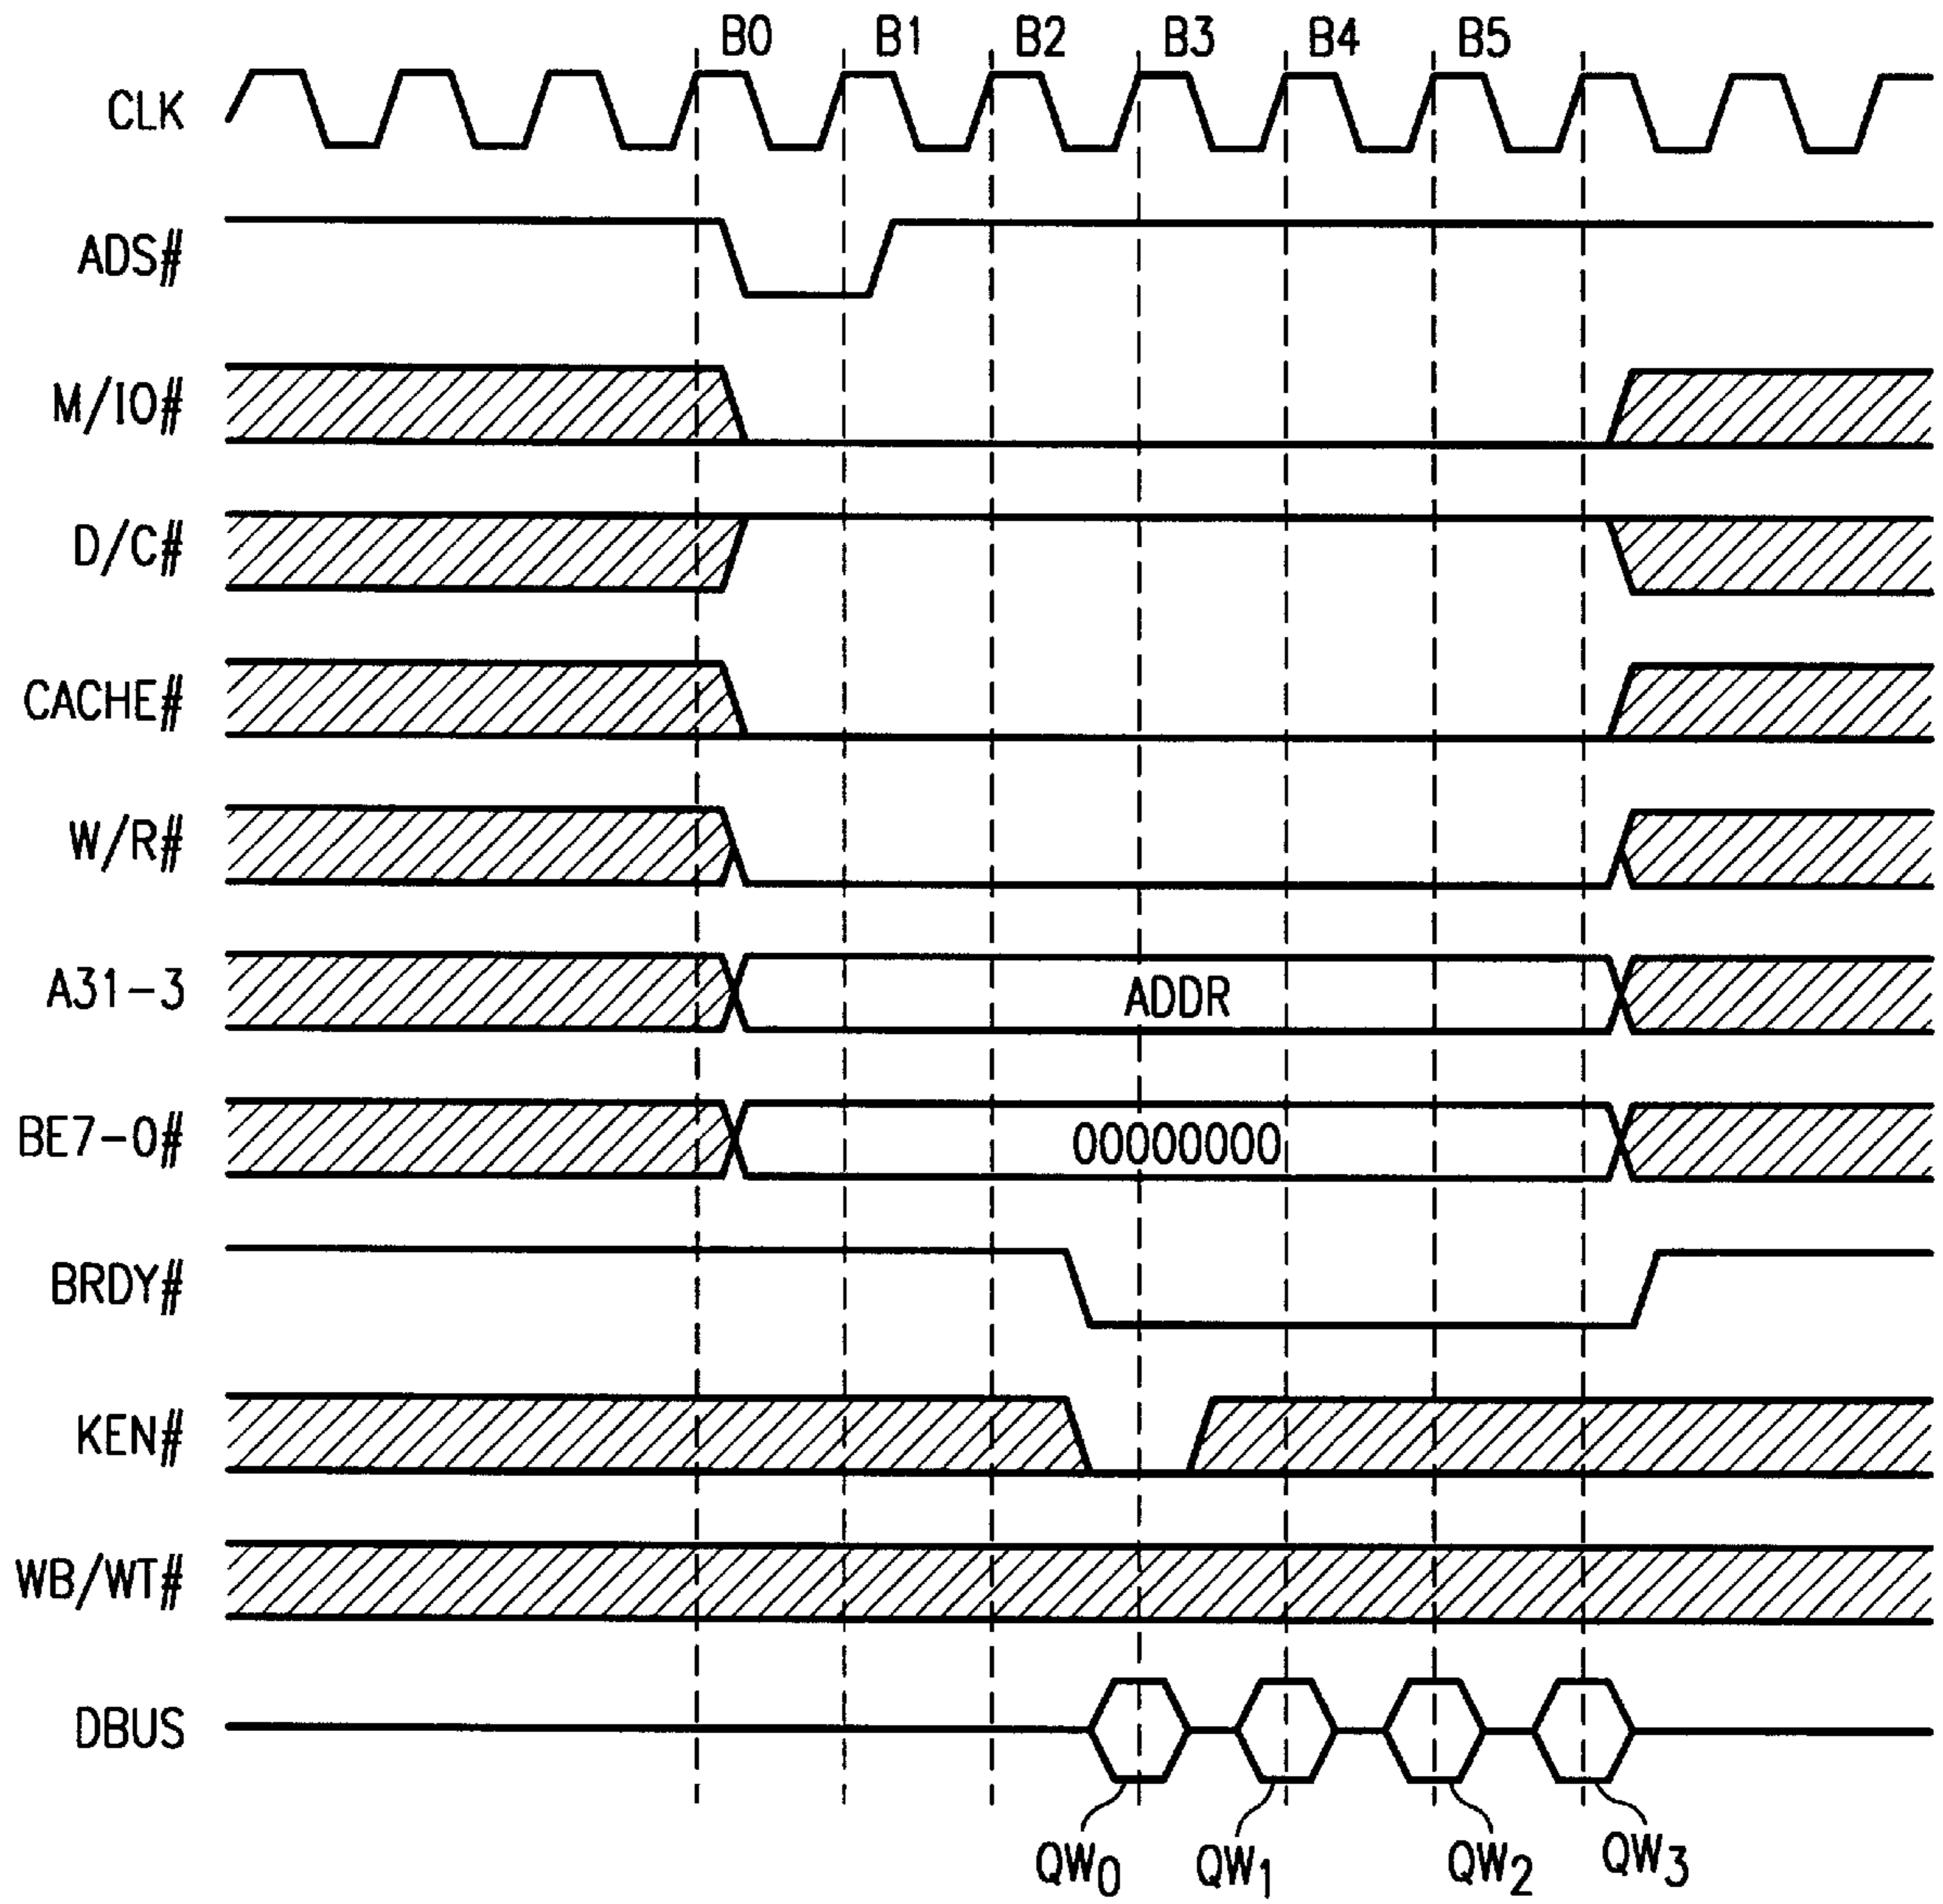 B0 B1 B2 B3 B4 B5
CLK
ADS#
M/IO#
D/C#
CACHE#
W/R#
A31-3 ADDR
BE7-0# 00000000
BRDY#
KEN#
WB/WT#
DBUS
QW0 QW1 QW2 QW3